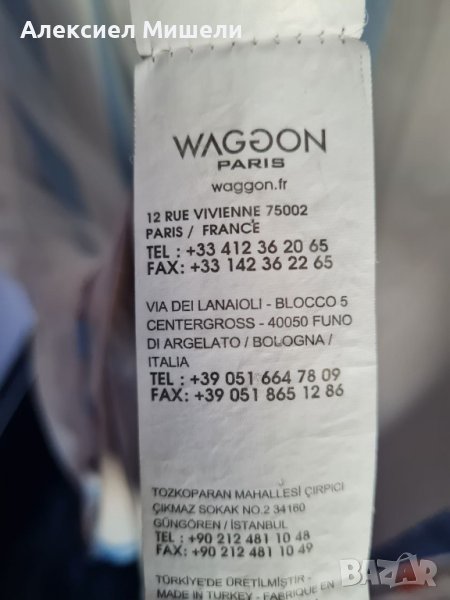 Алексиел Мишели
WAGGON
PARIS
waggon.fr
12 RUE VIVIENNE 75002
PARIS / FRANCE
TEL : +33 412 36 20 65
FAX: +33 142 36 22 65
VIA DEI LANAIOLI - BLOCCO 5
CENTERGROSS - 40050 FUNO
DI ARGELATO / BOLOGNA /
ITALIA
TEL : +39 051 664 78 09
FAX: +39 051 865 12 86
TOZKOPARAN MAHALLESİ ÇIRPICI
ÇIKMAZ SOKAK NO.2 34160
GÜNGÖREN / İSTANBUL
TEL : +90 212 481 10 48
FAX: +90 212 481 10 49
TÜRKİYE'DE ÜRETİLMİŞTİR -
MADE IN TURKEY - FABRIQUE EN
BAZAR